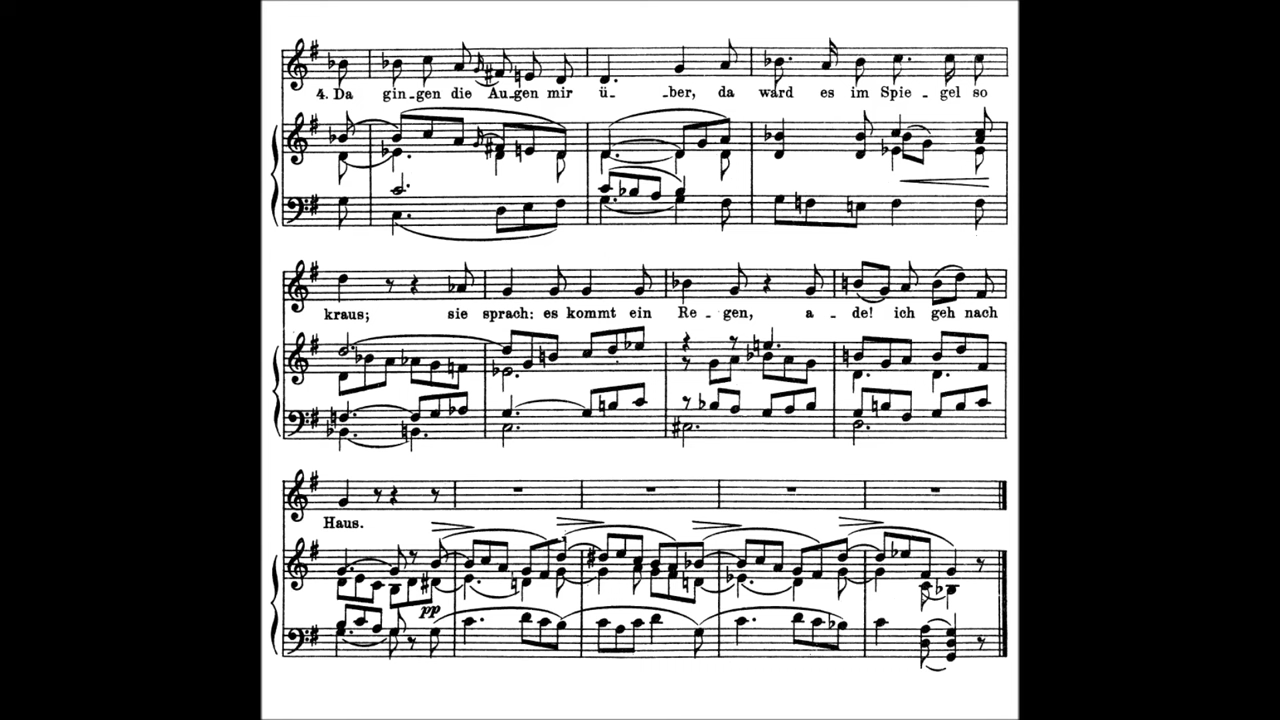 4. Da gin - gen die Au - gen mir ü - ber, da ward es im Spie - gel so
kraus; sie sprach: es kommt ein Re - gen, a - de! ich geh nach
Haus.
pp